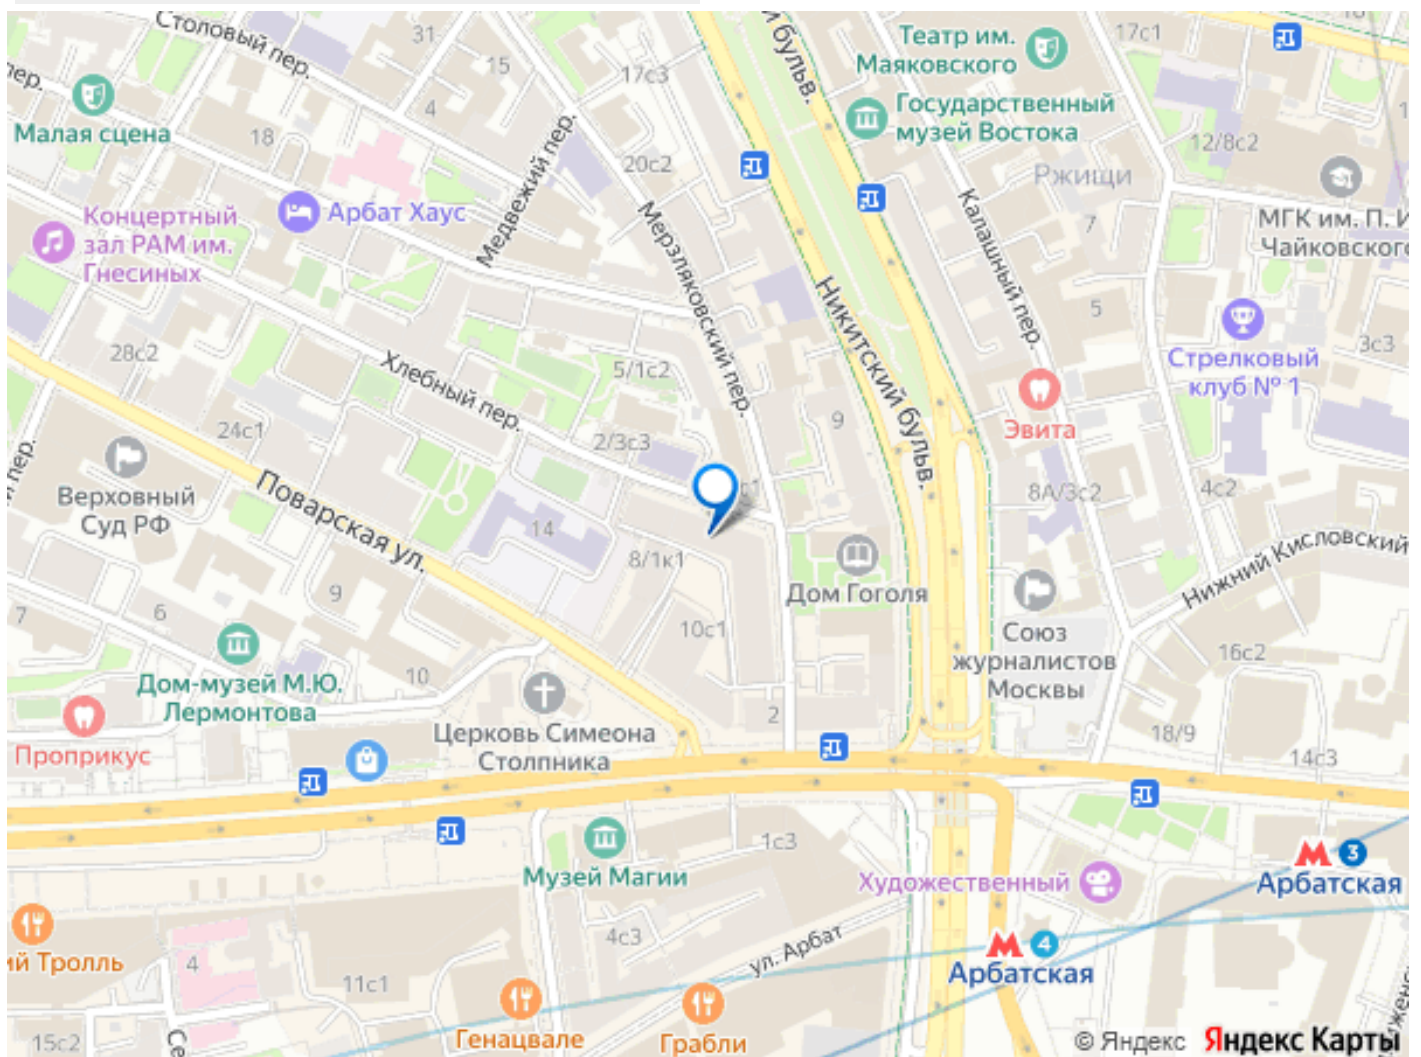 Столовый пер.
31
15
17с3
й бульв.
Театр им.
Маяковского
17с1
пер.
Малая сцена
4
18
Медвежий пер.
20с2
Государственный
музей Востока
12/8с2
Ржищи
МГК им. П. И
Чайковского
Концертный
зал РАМ им.
Гнесиных
Арбат Хаус
Мерзляковский пер.
Калашный пер.
7
5
Никитский бульв.
28с2
Хлебный пер.
5/1с2
Стрелковый
клуб № 1
3с3
24с1
2/3с3
9
Эвита
Верховный
Суд РФ
Поварская ул.
14
8/1к1
8А/3с2
4с2
Нижний Кисловский
Дом Гоголя
7
6
9
10
10с1
Союз
журналистов
Москвы
16с2
Дом-музей М.Ю.
Лермонтова
Проприкус
Церковь Симеона
Столпника
2
18/9
14с3
Музей Магии
1с3
Художественный
3
Арбатская
ий Тролль
4
4с3
ул. Арбат
4
Арбатская
11с1
Генацвале
Грабли
15с2
© Яндекс Яндекс Карты